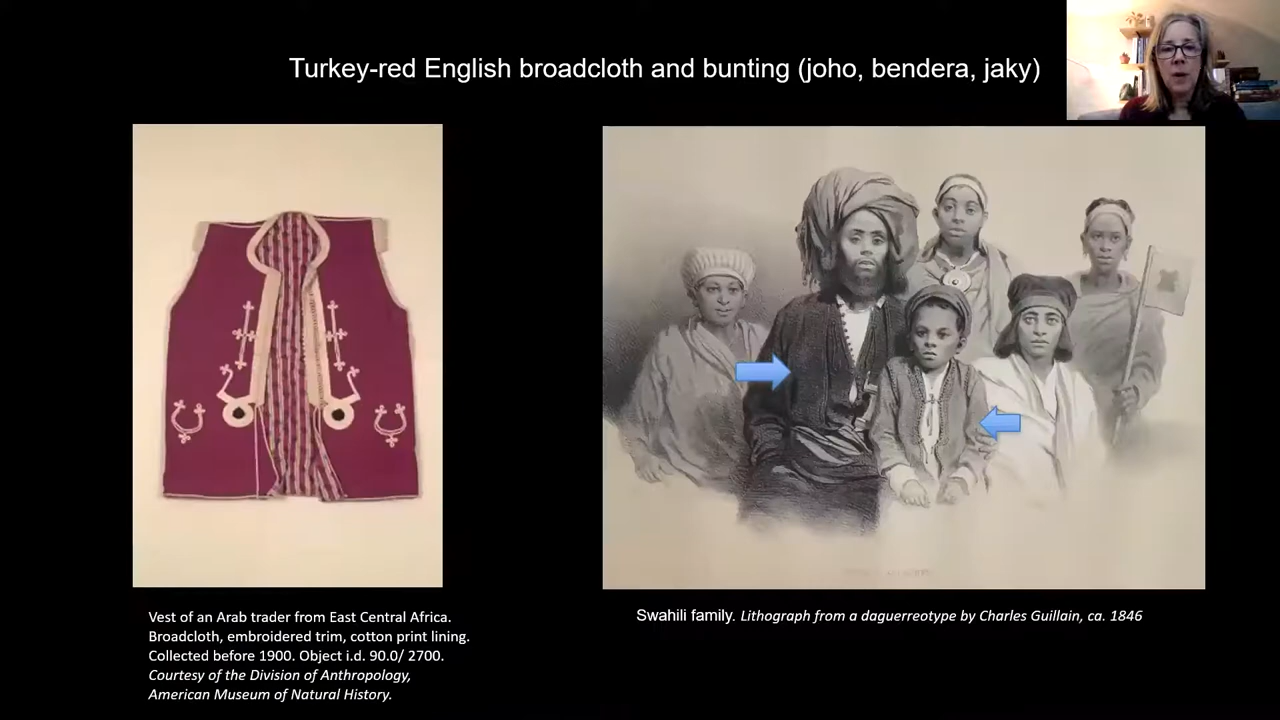 Turkey-red English broadcloth and bunting (joho, bendera, jaky)
Vest of an Arab trader from East Central Africa.
Broadcloth, embroidered trim, cotton print lining.
Collected before 1900. Object i.d. 90.0/ 2700.
Courtesy of the Division of Anthropology,
American Museum of Natural History.
Swahili family. Lithograph from a daguerreotype by Charles Guillain, ca. 1846